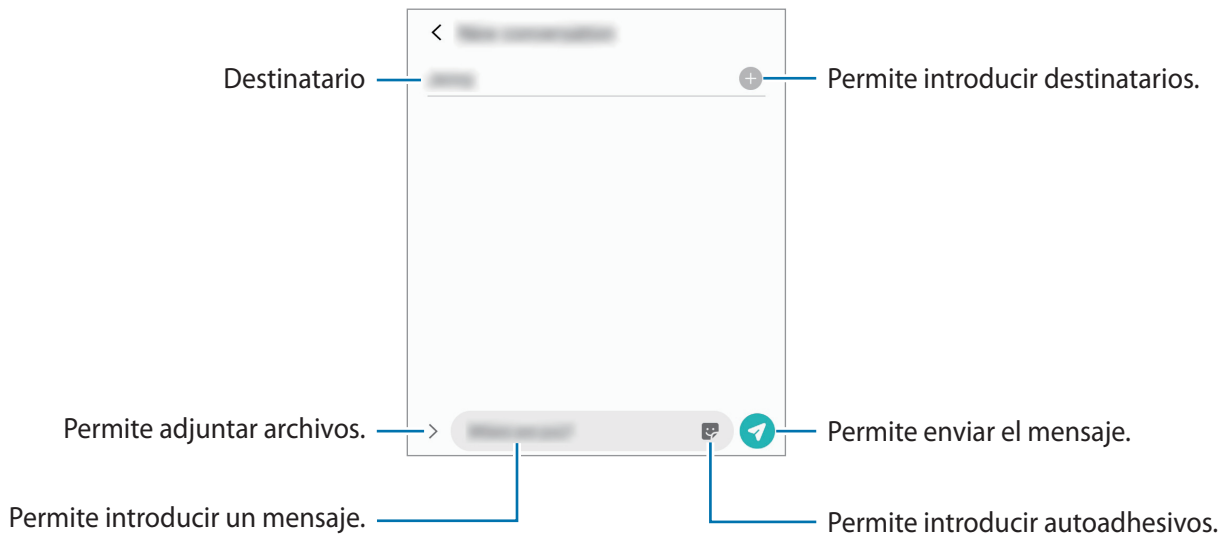 Destinatario
Permite introducir destinatarios.
Permite adjuntar archivos.
Permite enviar el mensaje.
Permite introducir un mensaje.
Permite introducir autoadhesivos.